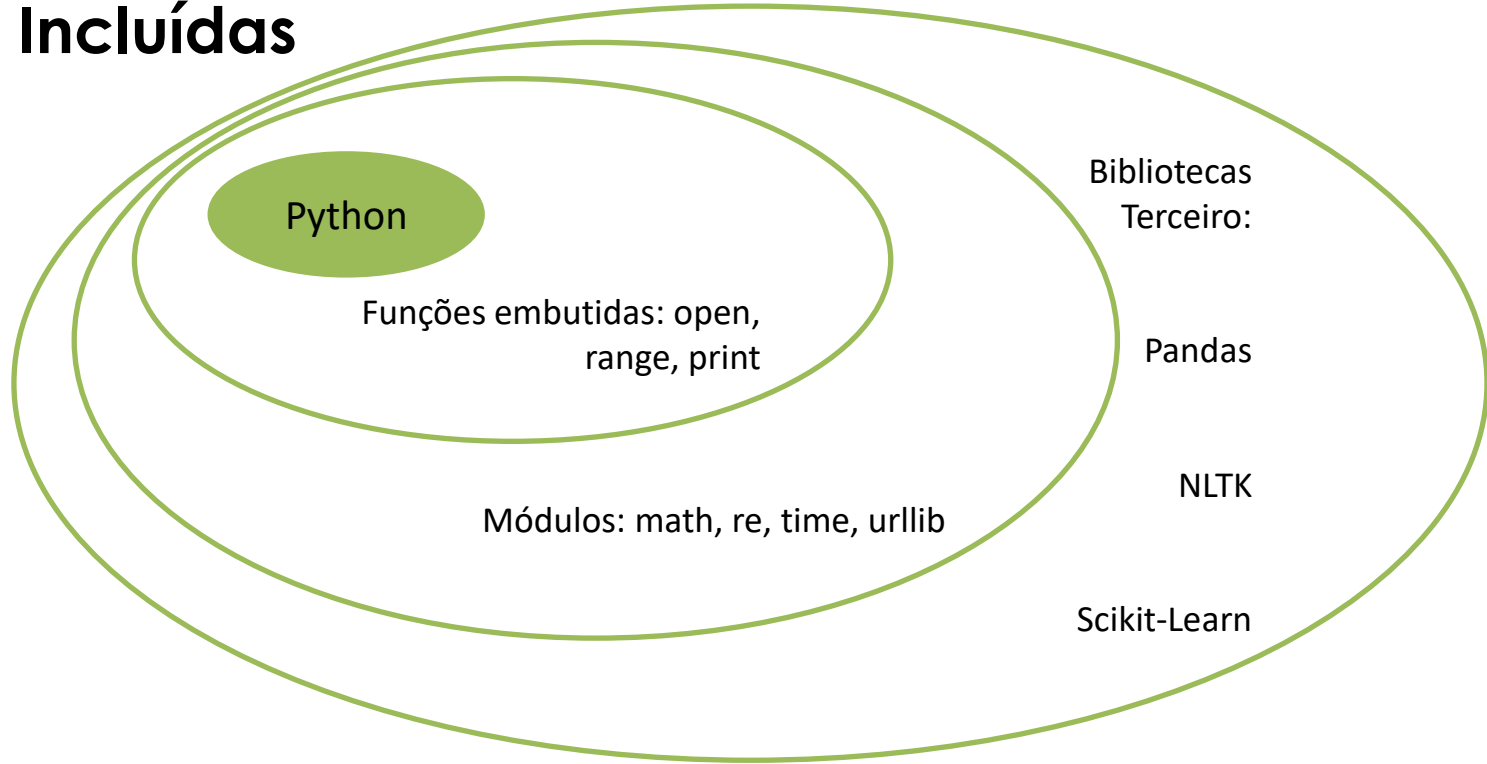 Incluídas
Python
Funções embutidas: open,
range, print
Módulos: math, re, time, urllib
Bibliotecas
Terceiro:
Pandas
NLTK
Scikit-Learn